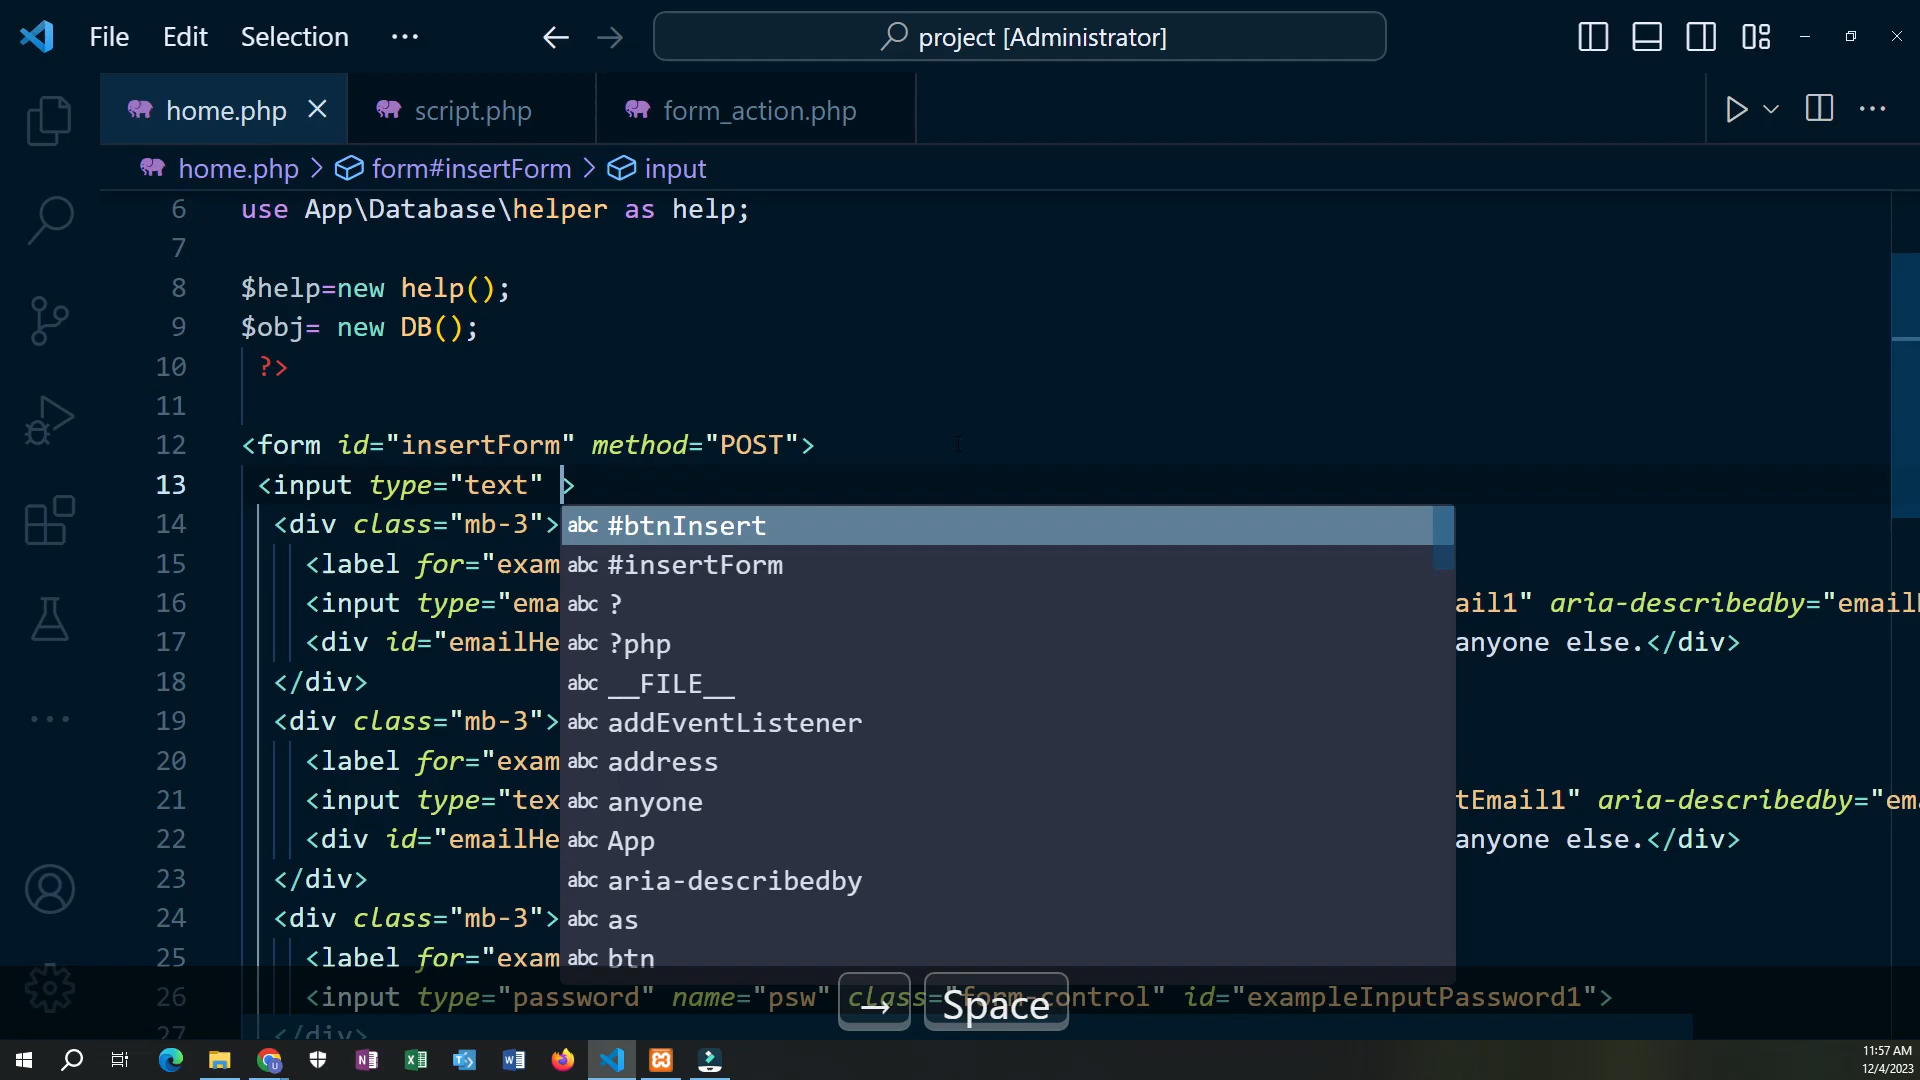 File Edit Selection ··· project [Administrator]
home.php script.php form_action.php
home.php > form#insertForm > input
6 use App\Database\helper as help;
7
8 $help=new help();
9 $obj= new DB();
10 ?>
11
12 <form id="insertForm" method="POST">
13 <input type="text" >
14 <div class="mb-3"> abc #btnInsert
15 <label for="exam abc #insertForm
16 <input type="ema abc ? ail1" aria-describedby="emailH
17 <div id="emailHe abc ?php anyone else.</div>
18 </div> abc __FILE__
19 <div class="mb-3"> abc addEventListener
20 <label for="exam abc address
21 <input type="tex abc anyone tEmail1" aria-describedby="em
22 <div id="emailHe abc App anyone else.</div>
23 </div> abc aria-describedby
24 <div class="mb-3"> abc as
25 <label for="exam abc btn
26 <input type="password" name="psw" class="form-control" id="exampleInputPassword1">
→ Space
27 </div>
11:57 AM
12/4/2023